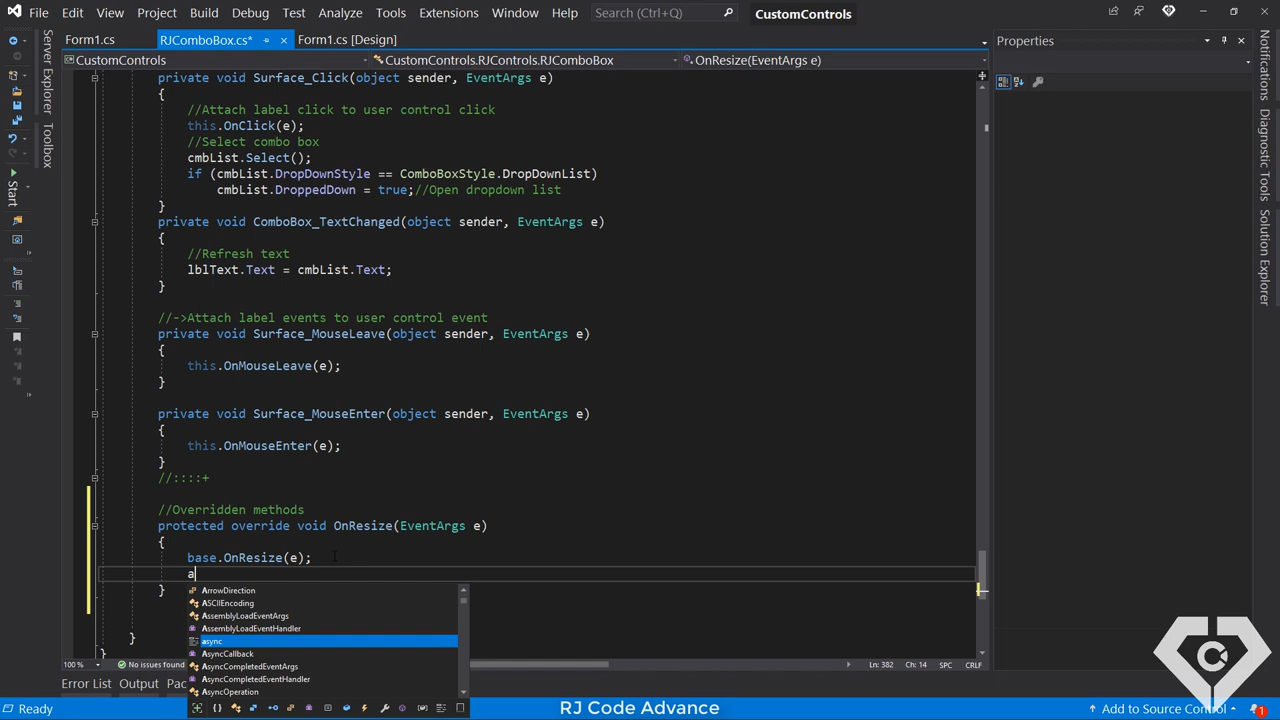 File Edit View Project Build Debug Test Analyze Tools Extensions Window Help Search (Ctrl+Q) CustomControls
Form1.cs RJComboBox.cs* Form1.cs [Design] Properties
CustomControls CustomControls.RJControls.RJComboBox OnResize(EventArgs e)
Server Explorer
Toolbox
Start
Notifications
Diagnostic Tools
Team Explorer
Solution Explorer
private void Surface_Click(object sender, EventArgs e)
{
//Attach label click to user control click
this.OnClick(e);
//Select combo box
cmbList.Select();
if (cmbList.DropDownStyle == ComboBoxStyle.DropDownList)
cmbList.DroppedDown = true;//Open dropdown list
}
private void ComboBox_TextChanged(object sender, EventArgs e)
{
//Refresh text
lblText.Text = cmbList.Text;
}
//->Attach label events to user control event
private void Surface_MouseLeave(object sender, EventArgs e)
{
this.OnMouseLeave(e);
}
private void Surface_MouseEnter(object sender, EventArgs e)
{
this.OnMouseEnter(e);
}
//::::+
//Overridden methods
protected override void OnResize(EventArgs e)
{
base.OnResize(e);
a
}
ArrowDirection
ASCIIEncoding
AssemblyLoadEventArgs
AssemblyLoadEventHandler
async
AsyncCallback
AsyncCompletedEventArgs
AsyncCompletedEventHandler
AsyncOperation
}
}
100 % No issues found Ln: 382 Ch: 14 SPC CRLF
Error List Output
Ready RJ Code Advance Add to Source Control 1